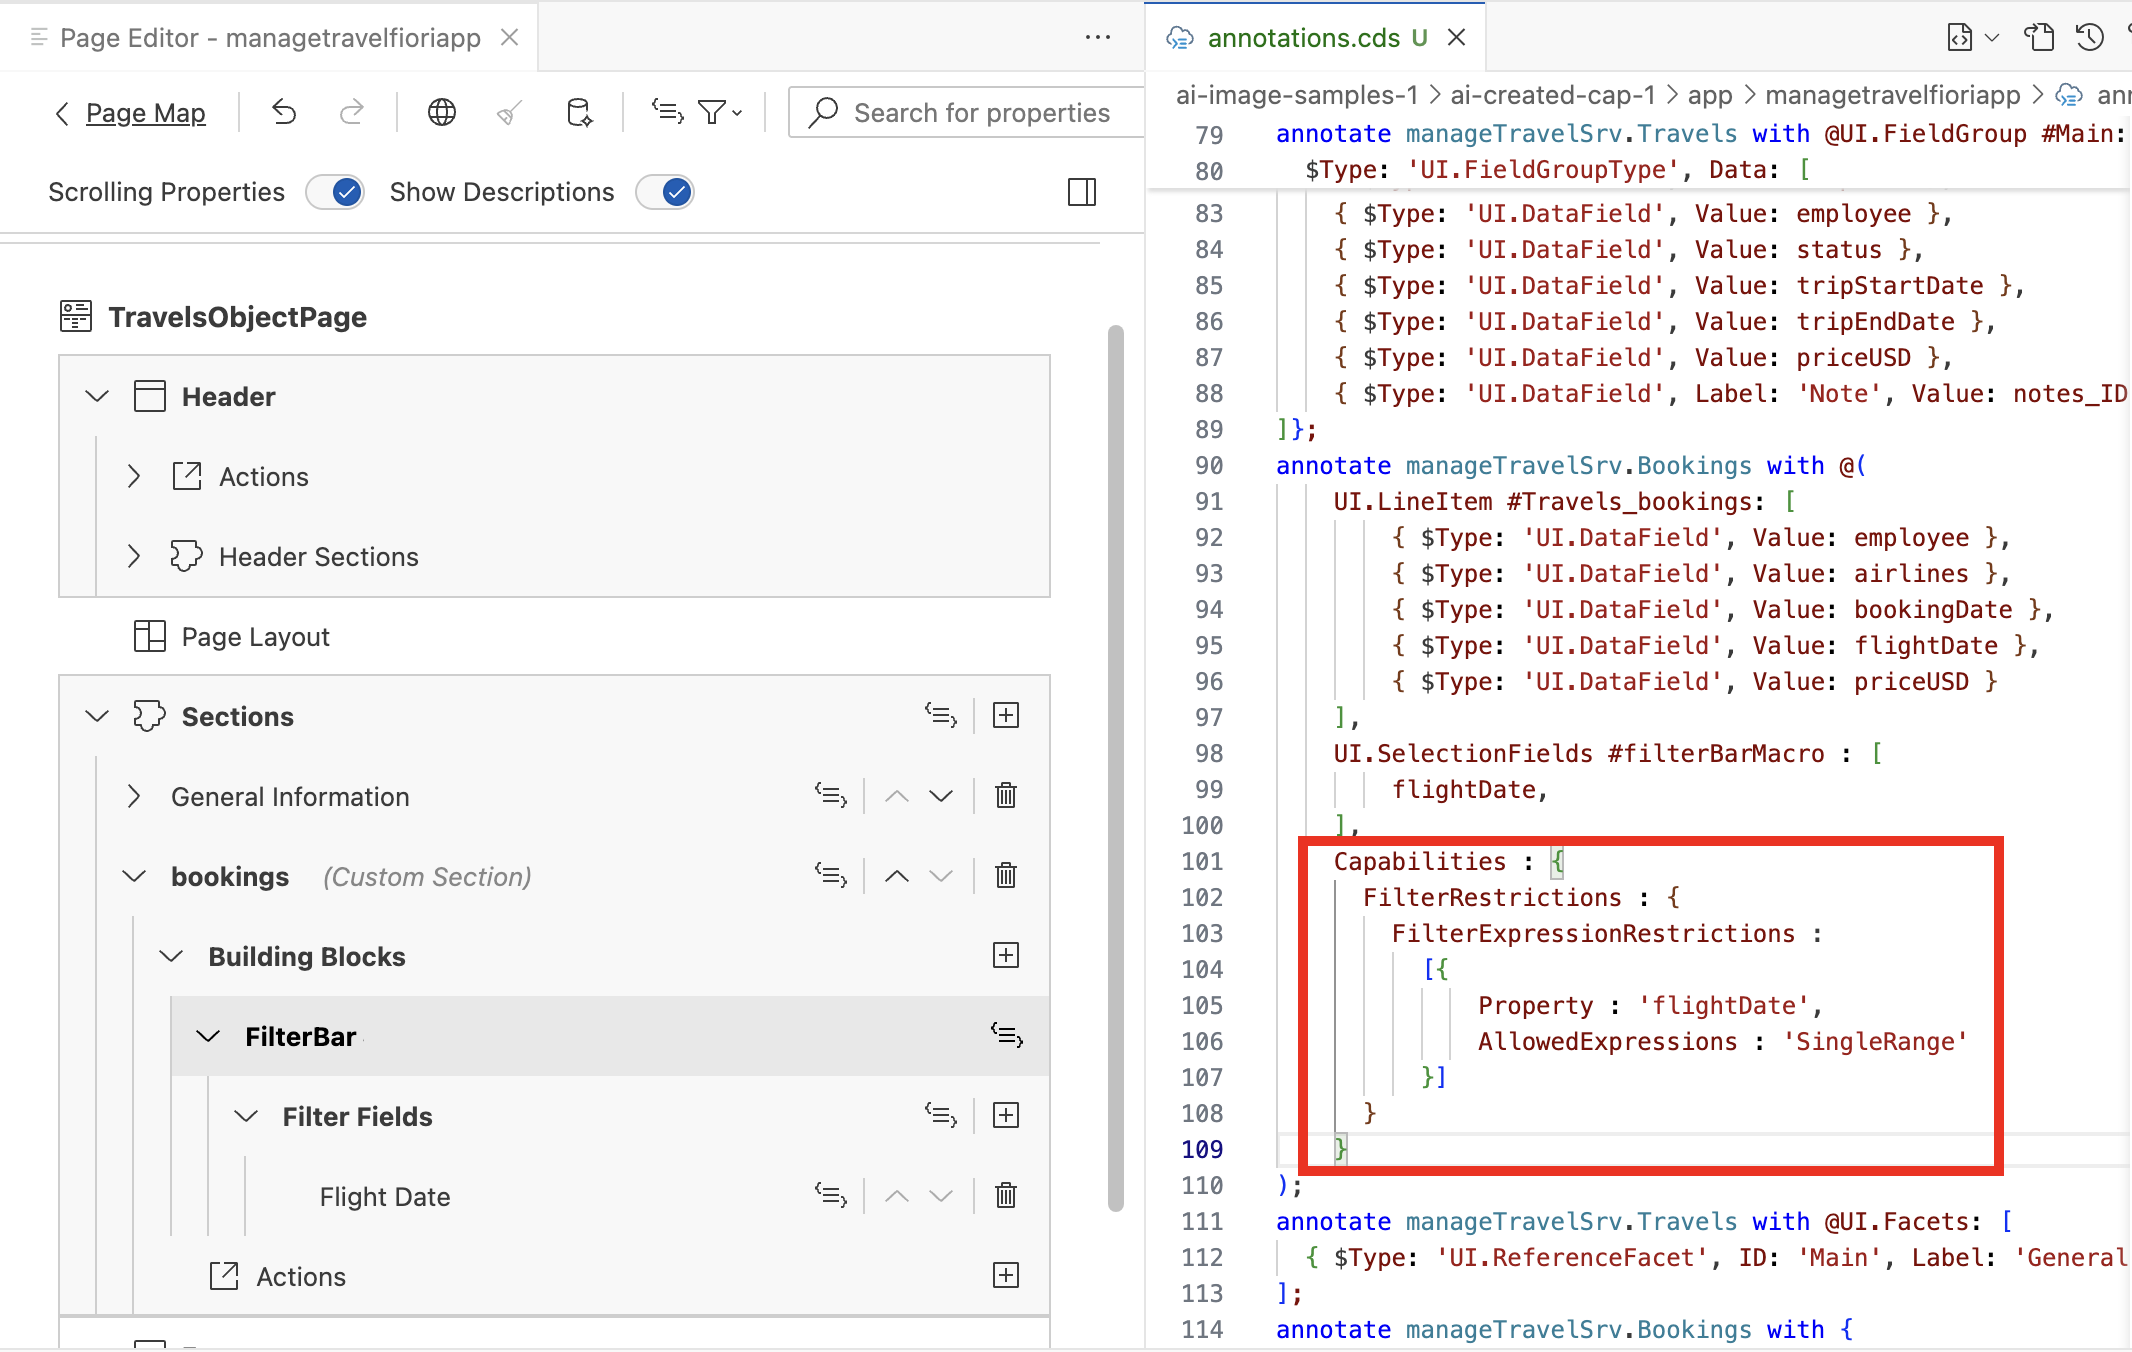 Page Editor - managetravelfioriapp
Page Map
Search for properties
Scrolling Properties
Show Descriptions
TravelsObjectPage
Header
Actions
Header Sections
Page Layout
Sections
General Information
bookings (Custom Section)
Building Blocks
FilterBar
Filter Fields
Flight Date
Actions
annotations.cds U
ai-image-samples-1 > ai-created-cap-1 > app > managetravelfioriapp > ann
79 annotate manageTravelSrv.Travels with @UI.FieldGroup #Main:
80 $Type: 'UI.FieldGroupType', Data: [
83 { $Type: 'UI.DataField', Value: employee },
84 { $Type: 'UI.DataField', Value: status },
85 { $Type: 'UI.DataField', Value: tripStartDate },
86 { $Type: 'UI.DataField', Value: tripEndDate },
87 { $Type: 'UI.DataField', Value: priceUSD },
88 { $Type: 'UI.DataField', Label: 'Note', Value: notes_ID
89 ]};
90 annotate manageTravelSrv.Bookings with @(
91 UI.LineItem #Travels_bookings: [
92 { $Type: 'UI.DataField', Value: employee },
93 { $Type: 'UI.DataField', Value: airlines },
94 { $Type: 'UI.DataField', Value: bookingDate },
95 { $Type: 'UI.DataField', Value: flightDate },
96 { $Type: 'UI.DataField', Value: priceUSD }
97 ],
98 UI.SelectionFields #filterBarMacro : [
99 flightDate,
100 ],
101 Capabilities : {
102 FilterRestrictions : {
103 FilterExpressionRestrictions :
104 [{
105 Property : 'flightDate',
106 AllowedExpressions : 'SingleRange'
107 }]
108 }
109 }
110 );
111 annotate manageTravelSrv.Travels with @UI.Facets: [
112 { $Type: 'UI.ReferenceFacet', ID: 'Main', Label: 'General
113 ];
114 annotate manageTravelSrv.Bookings with {